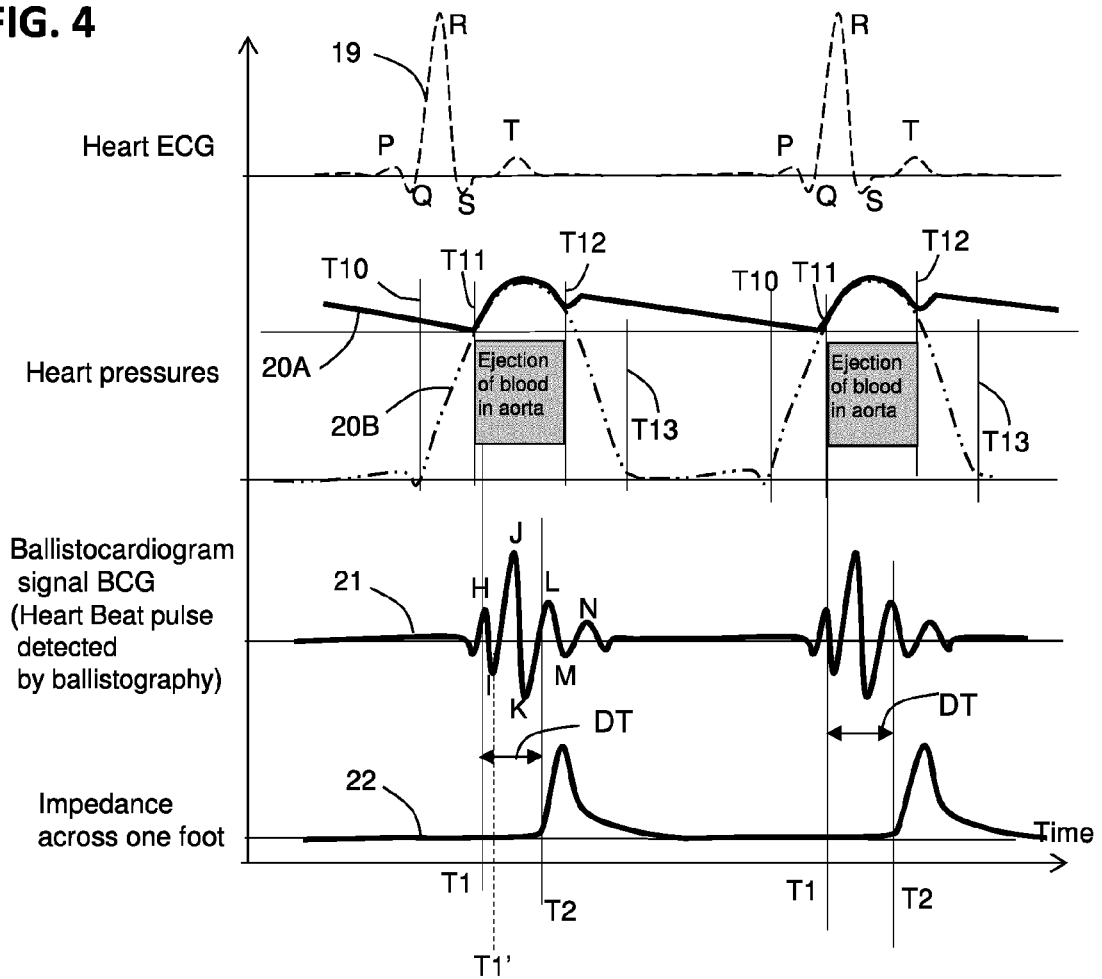 FIG. 4
R
R
19
Heart ECG
P
T
P
T
Q
S
Q
S
T10
T11
T12
T10
T11
T12
20A
Heart pressures
20B
Ejection
of blood
in aorta
T13
Ejection
of blood
in aorta
T13
Ballistocardiogram
signal BCG
(Heart Beat pulse
detected
by ballistography)
21
H
J
L
N
I
K
M
DT
DT
Impedance
across one foot
22
Time
T1
T2
T1
T2
T1'